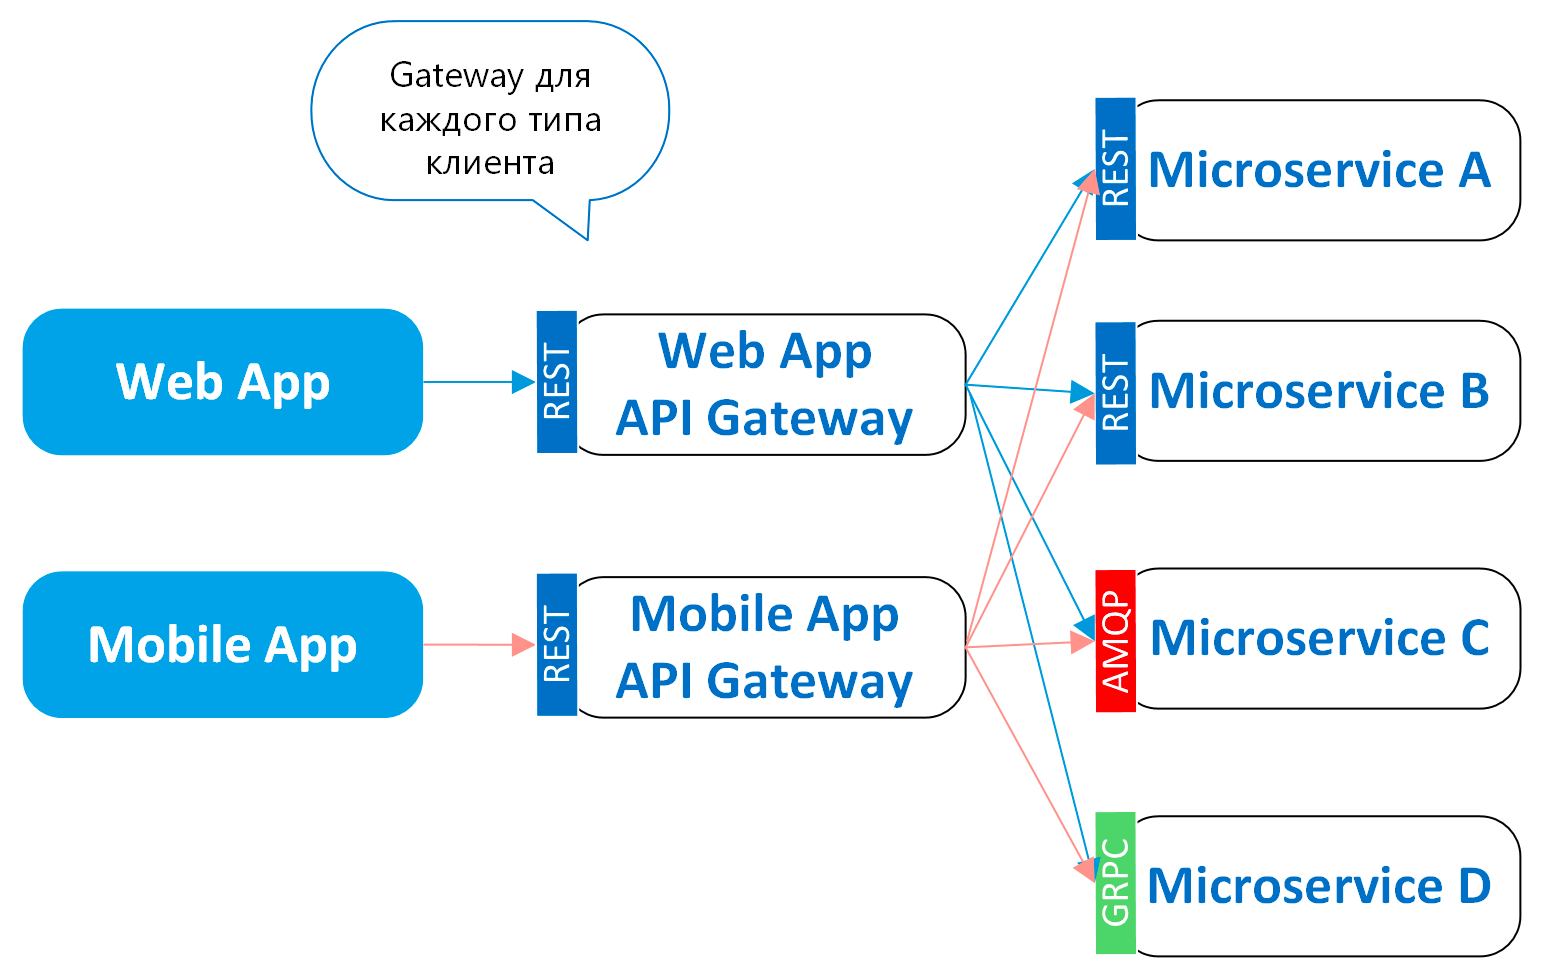 Gateway для
каждого типа
клиента
Web App
REST
Web App
API Gateway
Mobile App
REST
Mobile App
API Gateway
REST
Microservice A
REST
Microservice B
AMQP
Microservice C
GRPC
Microservice D